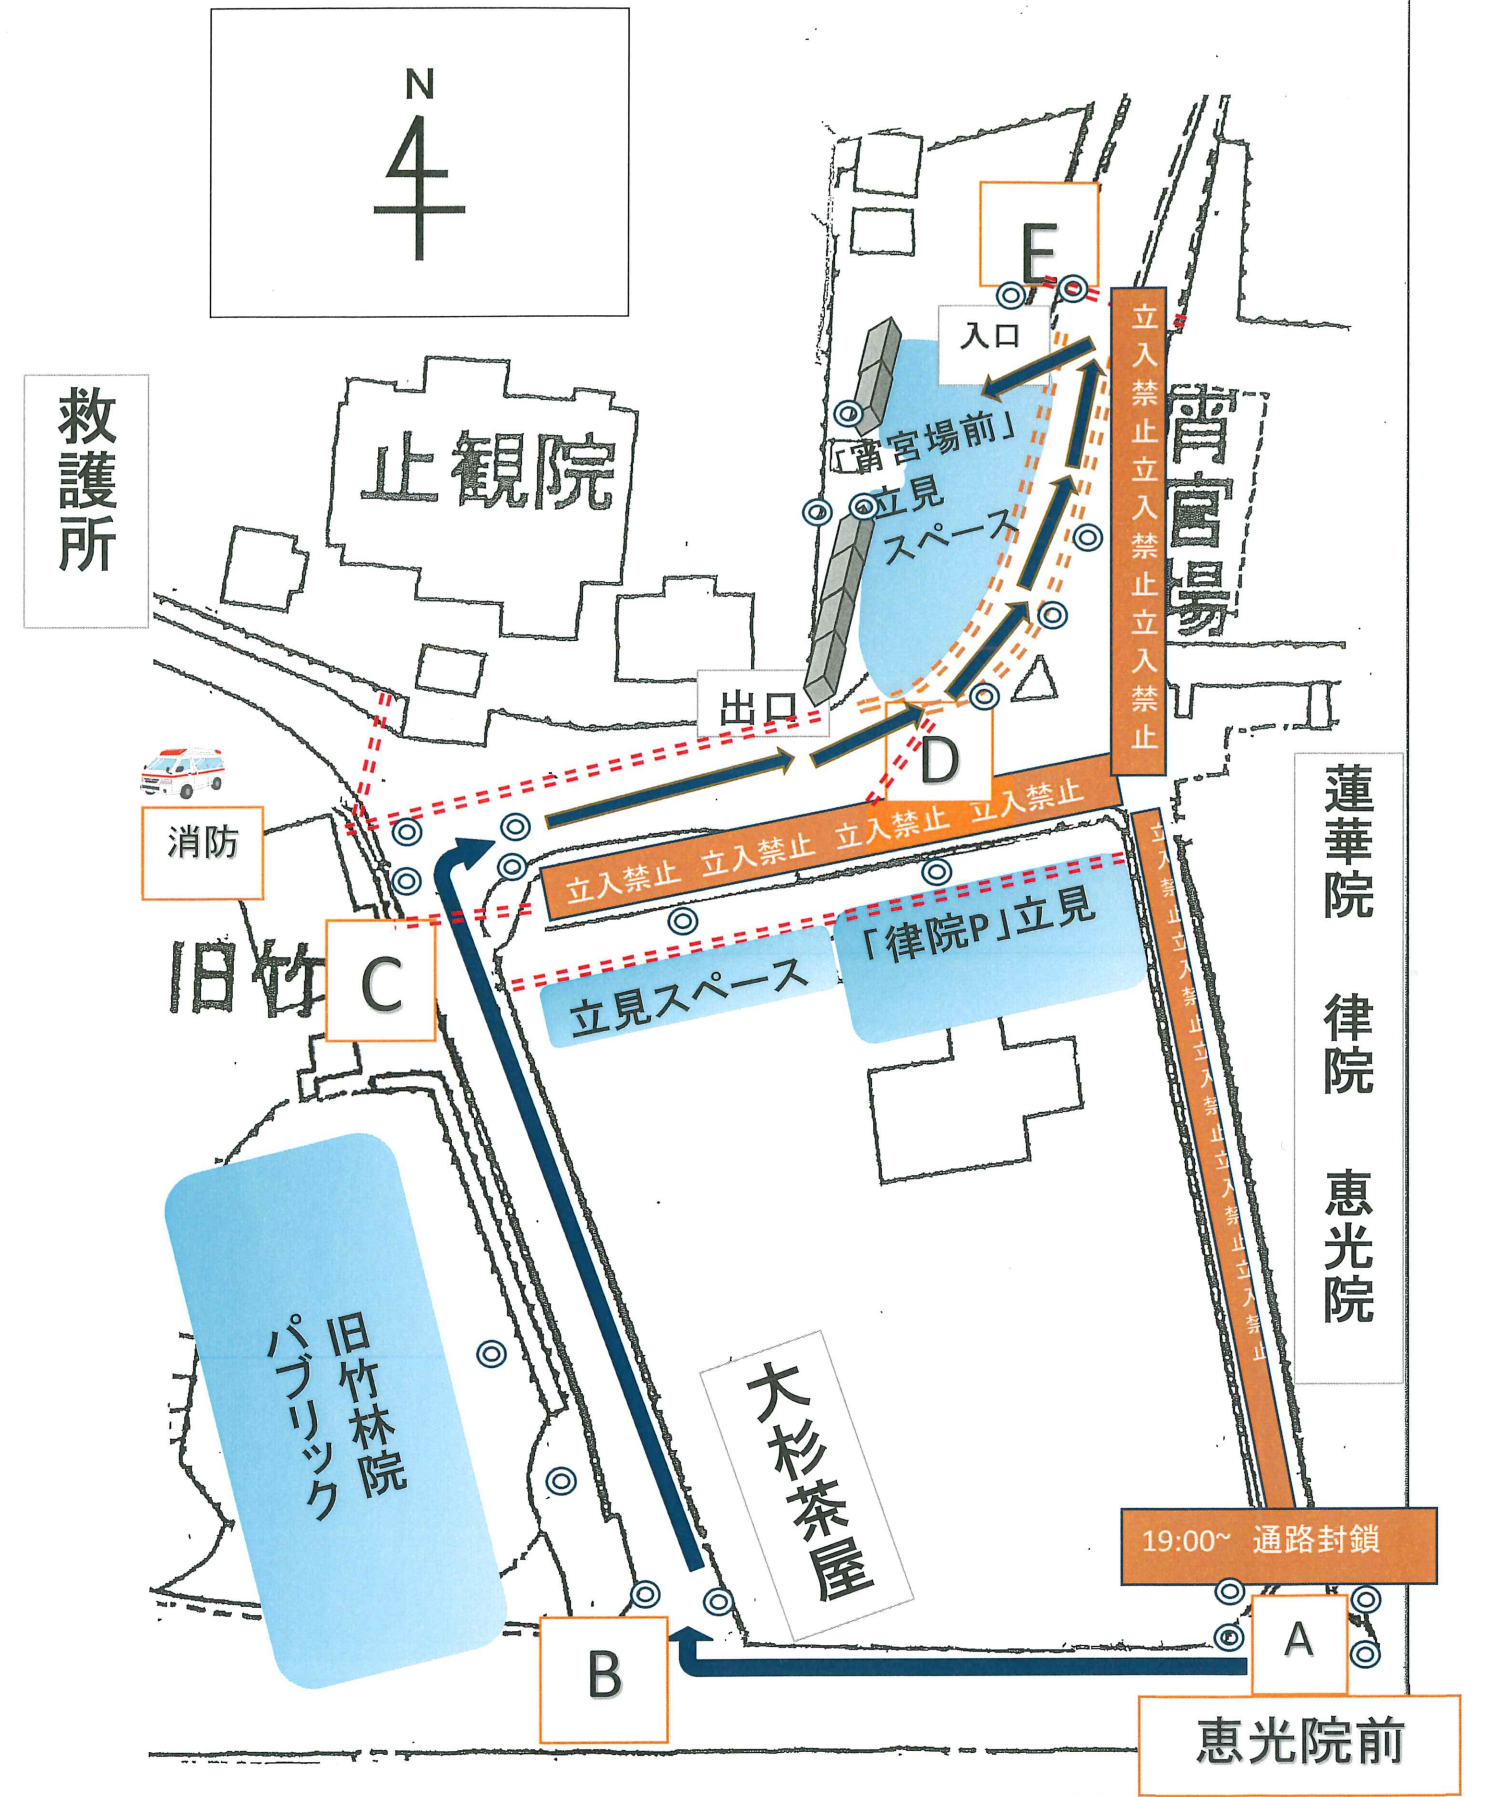 N
E
入口
立入禁止立入禁止立入禁止
救護所
止観院
「宵宮場前」
立見
スペース
宵宮場
出口
D
消防
立入禁止 立入禁止 立入禁止 立入禁止
蓮華院 律院 恵光院
旧竹
C
「律院P」立見
立見スペース
立入禁止立入禁止立入禁止立入禁止立入禁止
旧竹林院
パブリック
大杉茶屋
19:00~ 通路封鎖
A
B
恵光院前